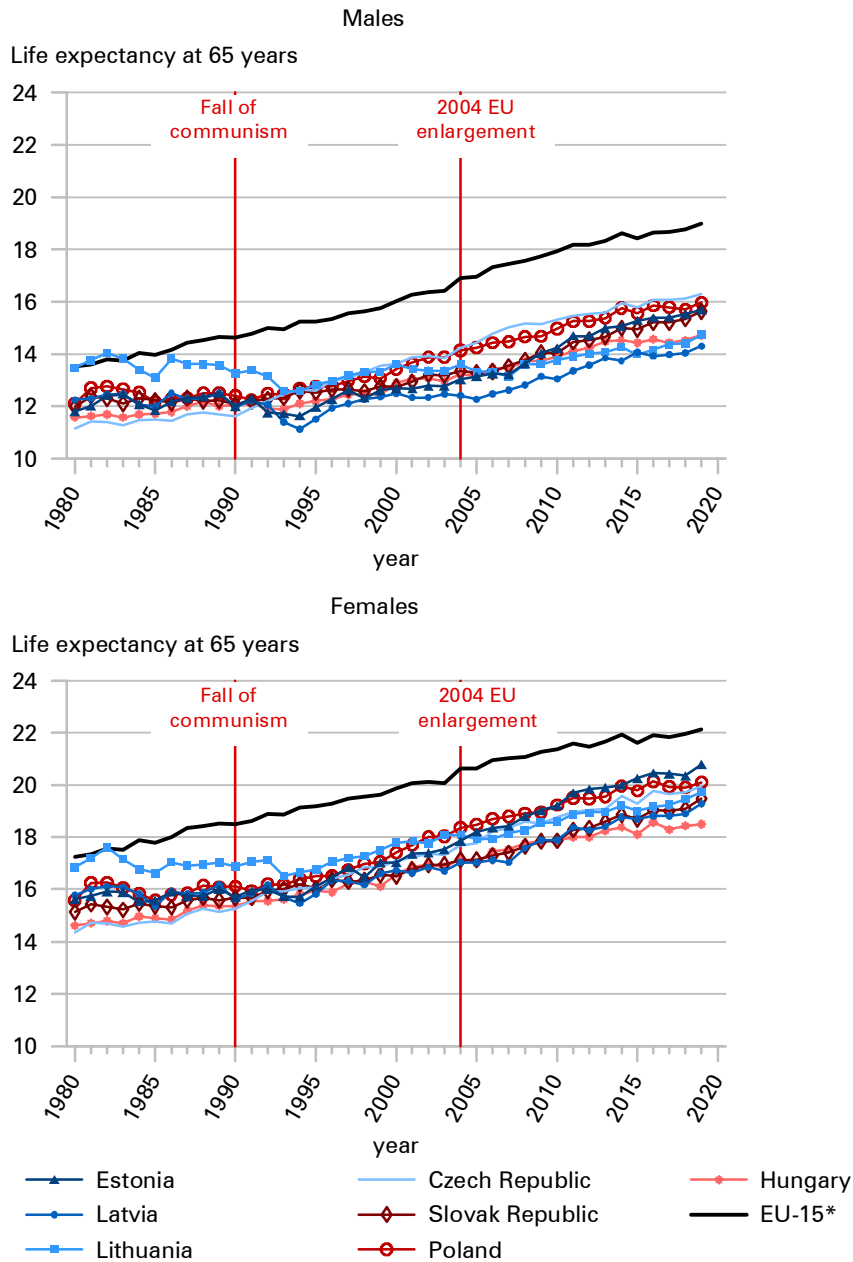 Males
Life expectancy at 65 years
24
22
20
18
16
14
12
10
Fall of
communism
2004 EU
enlargement
1980
1985
1990
1995
2000
2005
2010
2015
2020
year
Females
Life expectancy at 65 years
24
22
20
18
16
14
12
10
Fall of
communism
2004 EU
enlargement
1980
1985
1990
1995
2000
2005
2010
2015
2020
year
Estonia
Czech Republic
Hungary
Latvia
Slovak Republic
EU-15*
Lithuania
Poland